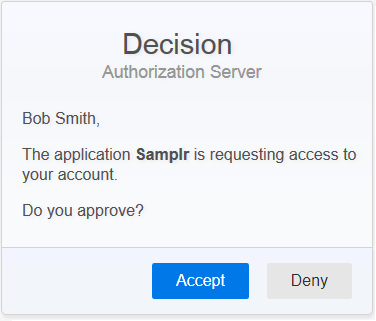 Decision
Authorization Server
Bob Smith,
The application Samplr is requesting access to
your account.
Do you approve?
Accept
Deny